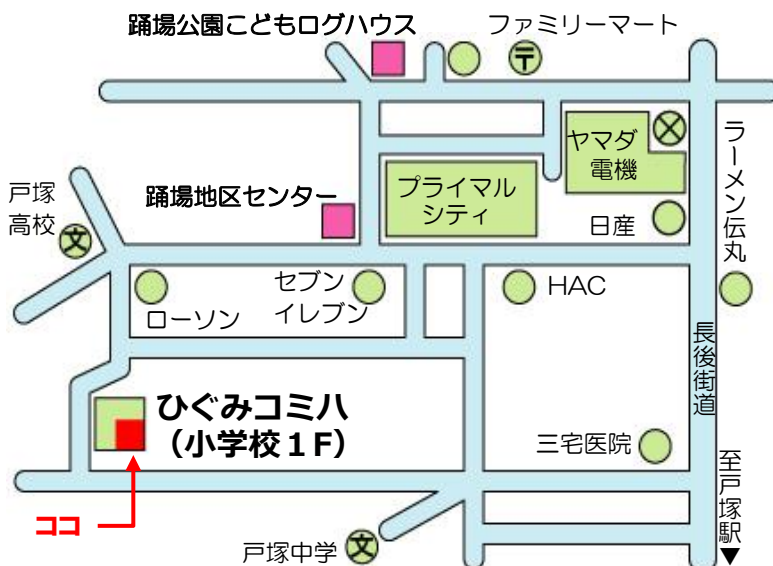 踊場公園こどもログハウス
ファミリーマート
〒
ヤマダ
電機
ラーメン伝丸
戸塚
高校
文
踊場地区センター
プライマル
シティ
日産
ローソン
セブン
イレブン
HAC
長後街道
ひぐみコミハ
（小学校１F）
三宅医院
至戸塚駅▼
ココ
戸塚中学
文